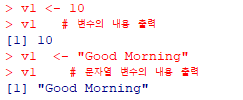 > v1 <- 10
> v1   # 변수의 내용 출력
[1] 10
> v1  <- "Good Morning"
> v1    # 문자열 변수의 내용 출력
[1] "Good Morning"